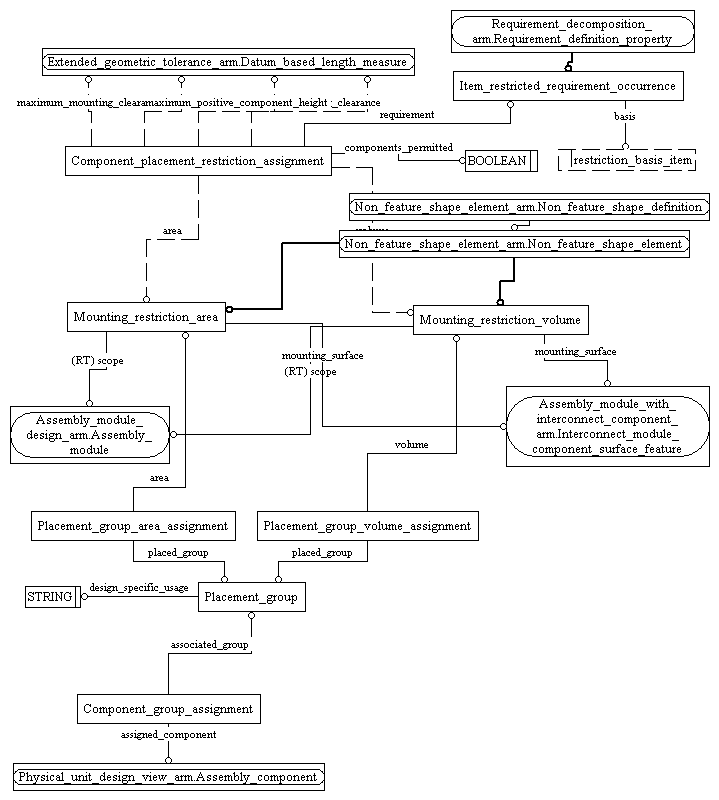 Requirement_decomposition_
arm.Requirement_definition_property
Extended_geometric_tolerance_arm.Datum_based_length_measure
Item_restricted_requirement_occurrence
maximum_positive_component_height
clearance
requirement
basis
components_permitted
Component_placement_restriction_assignment
BOOLEAN
restriction_basis_item
Non_feature_shape_element_arm.Non_feature_shape_definition
area
Non_feature_shape_element_arm.Non_feature_shape_element
Mounting_restriction_area
Mounting_restriction_volume
(RT) scope
mounting_surface
(RT) scope
mounting_surface
Assembly_module_
design_arm.Assembly_
module
Assembly_module_with_
interconnect_component_
arm.Interconnect_module_
component_surface_feature
volume
area
Placement_group_area_assignment
Placement_group_volume_assignment
placed_group
placed_group
STRING
design_specific_usage
Placement_group
associated_group
Component_group_assignment
assigned_component
Physical_unit_design_view_arm.Assembly_component